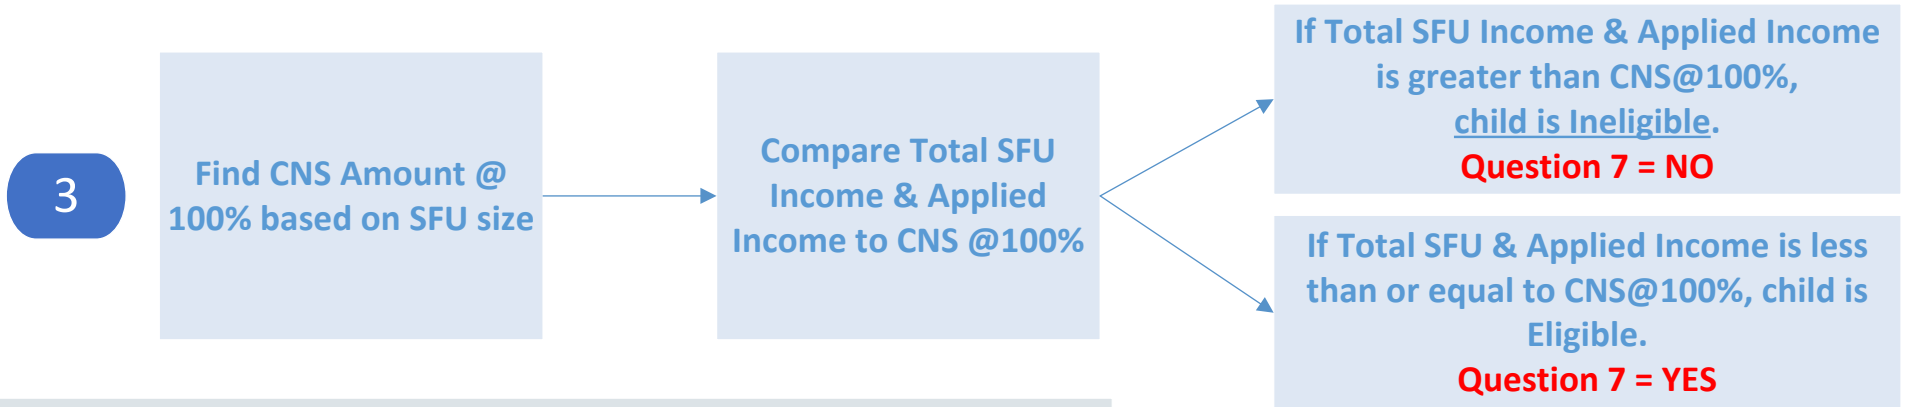 3
Find CNS Amount @
100% based on SFU size
Compare Total SFU
Income & Applied
Income to CNS @100%
If Total SFU Income & Applied Income
is greater than CNS@100%,
child is Ineligible.
Question 7 = NO
If Total SFU & Applied Income is less
than or equal to CNS@100%, child is
Eligible.
Question 7 = YES